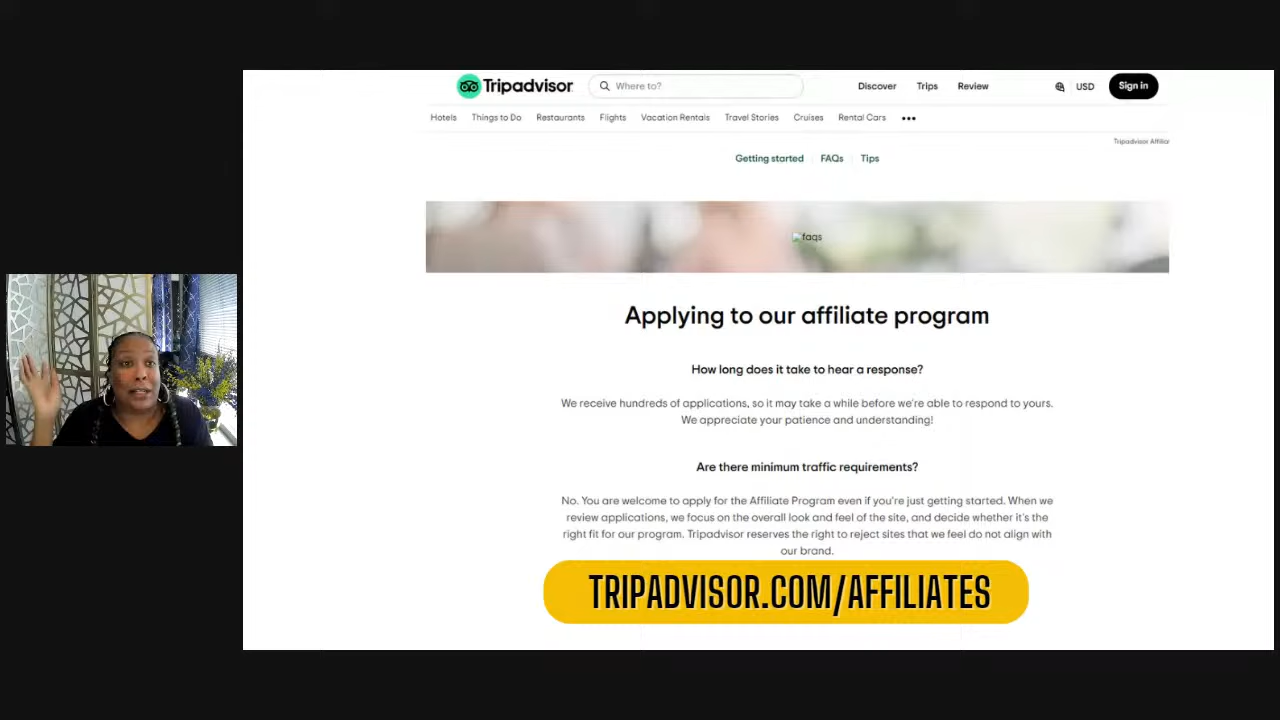 Tripadvisor
Where to?
Discover
Trips
Review
USD
Sign in
Hotels
Things to Do
Restaurants
Flights
Vacation Rentals
Travel Stories
Cruises
Rental Cars
Tripadvisor Affiliat
Getting started
FAQs
Tips
faqs
Applying to our affiliate program
How long does it take to hear a response?
We receive hundreds of applications, so it may take a while before we're able to respond to yours.
We appreciate your patience and understanding!
Are there minimum traffic requirements?
No. You are welcome to apply for the Affiliate Program even if you're just getting started. When we
review applications, we focus on the overall look and feel of the site, and decide whether it's the
right fit for our program. Tripadvisor reserves the right to reject sites that we feel do not align with
our brand.
TRIPADVISOR.COM/AFFILIATES